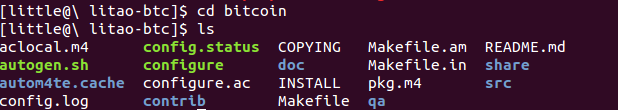 [little@\ litao-btc]$ cd bitcoin
[little@\ litao-btc]$ ls
aclocal.m4 config.status COPYING Makefile.am README.md
autogen.sh configure doc Makefile.in share
autom4te.cache configure.ac INSTALL pkg.m4 src
config.log contrib Makefile qa